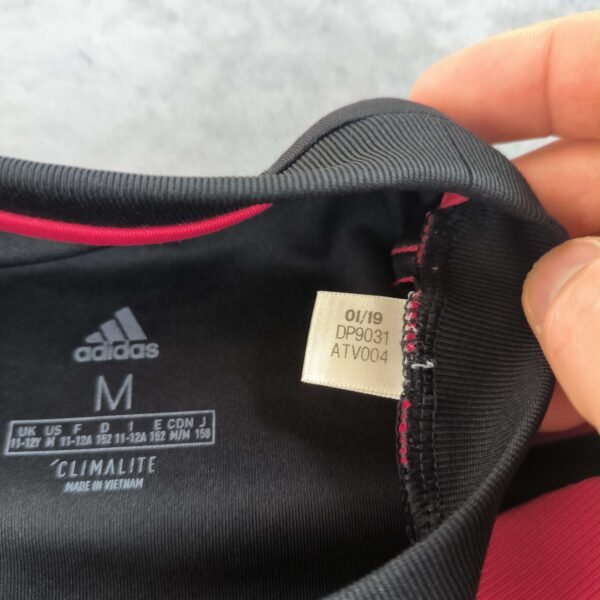 adidas
M
UK US F D I E CDN J
11-12Y M 11-12A 152 11-12A 152 M/M 150
CLIMALITE
MADE IN VIETNAM
01/19
DP9031
ATV004